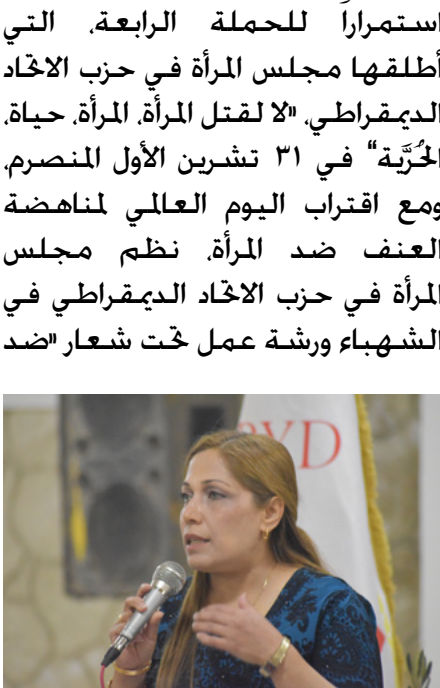 استمراراً للحملة الرابعة، التي
أطلقها مجلس المرأة في حزب الاتحاد
الديمقراطي، «لا لقتل المرأة، المرأة، حياة،
الحُرَّية“ في ٣١ تشرين الأول المنصرم،
ومع اقتراب اليوم العالمي لمناهضة
العنف ضد المرأة، نظم مجلس
المرأة في حزب الاتحاد الديمقراطي في
الشهباء ورشة عمل تحت شعار «ضد
YD